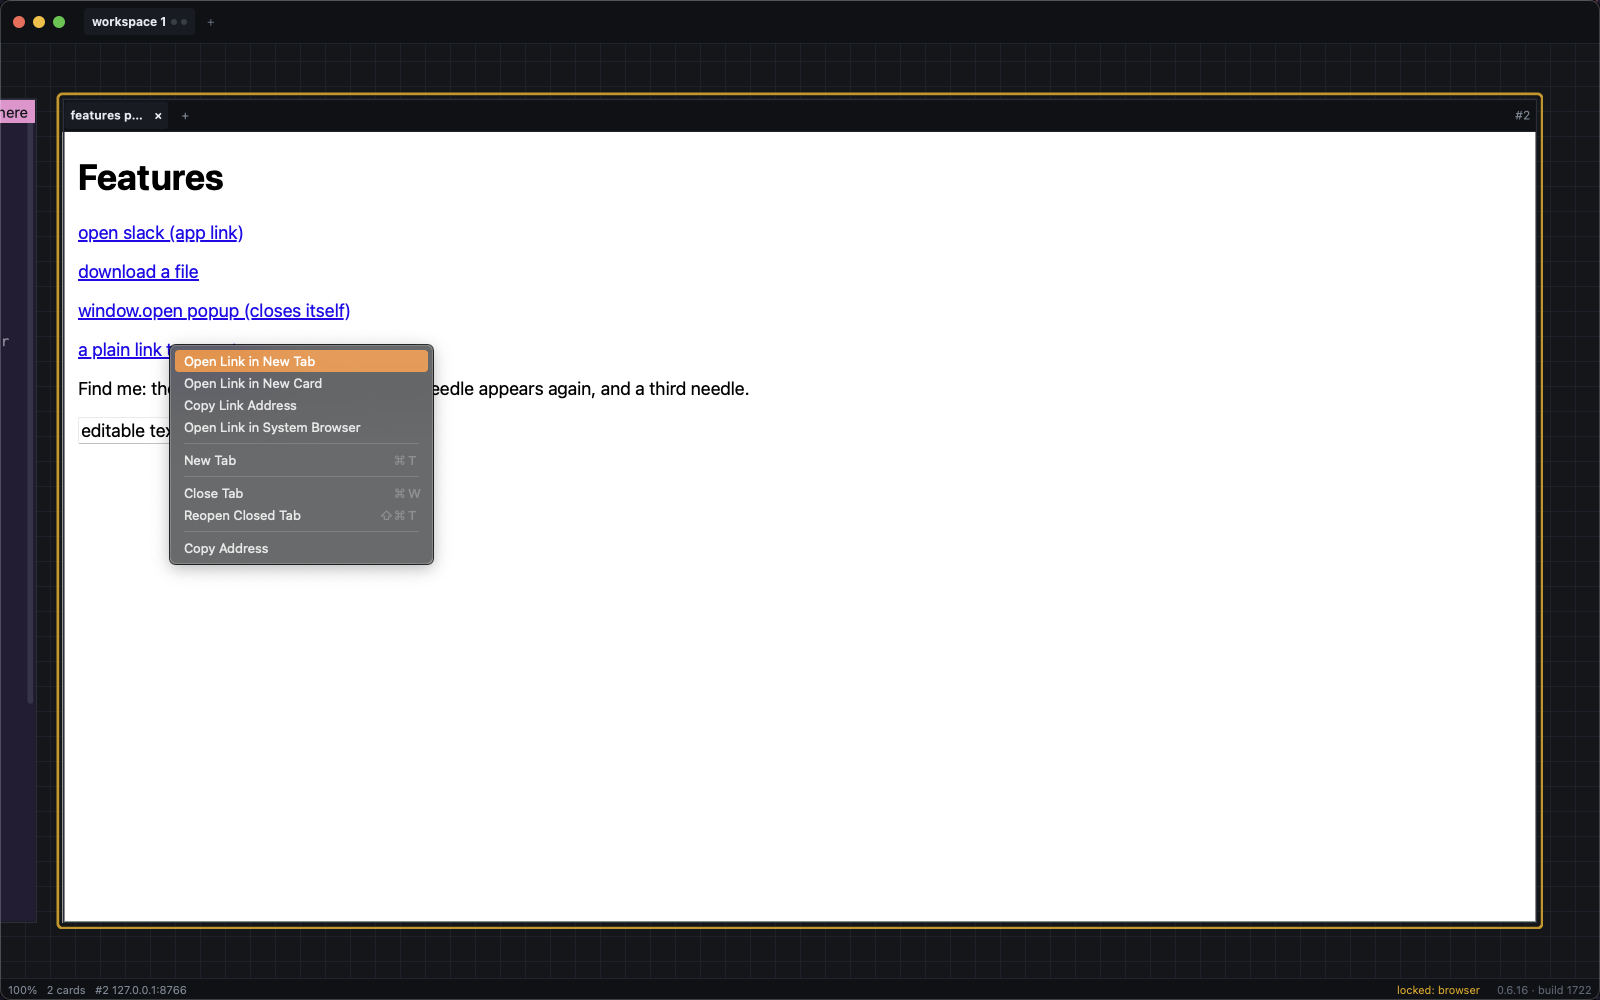 workspace 1
+
here
features p... × +
#2
Features
open slack (app link)
download a file
window.open popup (closes itself)
r
a plain link
Open Link in New Tab
Open Link in New Card
Find me:
needle appears again, and a third needle.
Copy Link Address
Open Link in System Browser
editable
New Tab ⌘T
Close Tab ⌘W
Reopen Closed Tab ⇧⌘T
Copy Address
100% 2 cards #2 127.0.0.1:8766
locked: browser 0.6.16 · build 1722